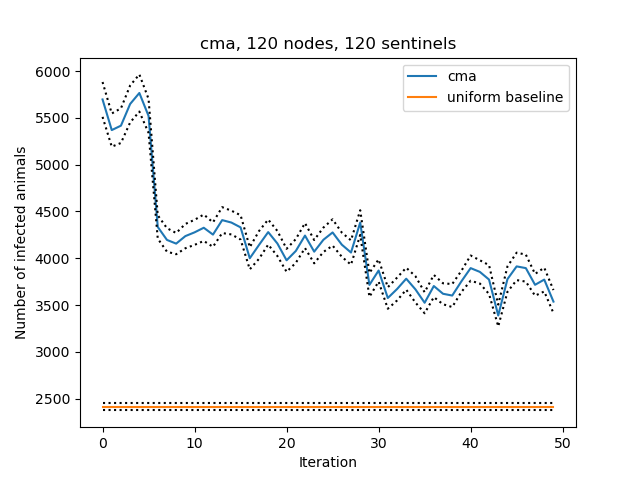 cma, 120 nodes, 120 sentinels
cma
uniform baseline
6000
5500
5000
4500
4000
3500
3000
2500
Number of infected animals
0 10 20 30 40 50
Iteration